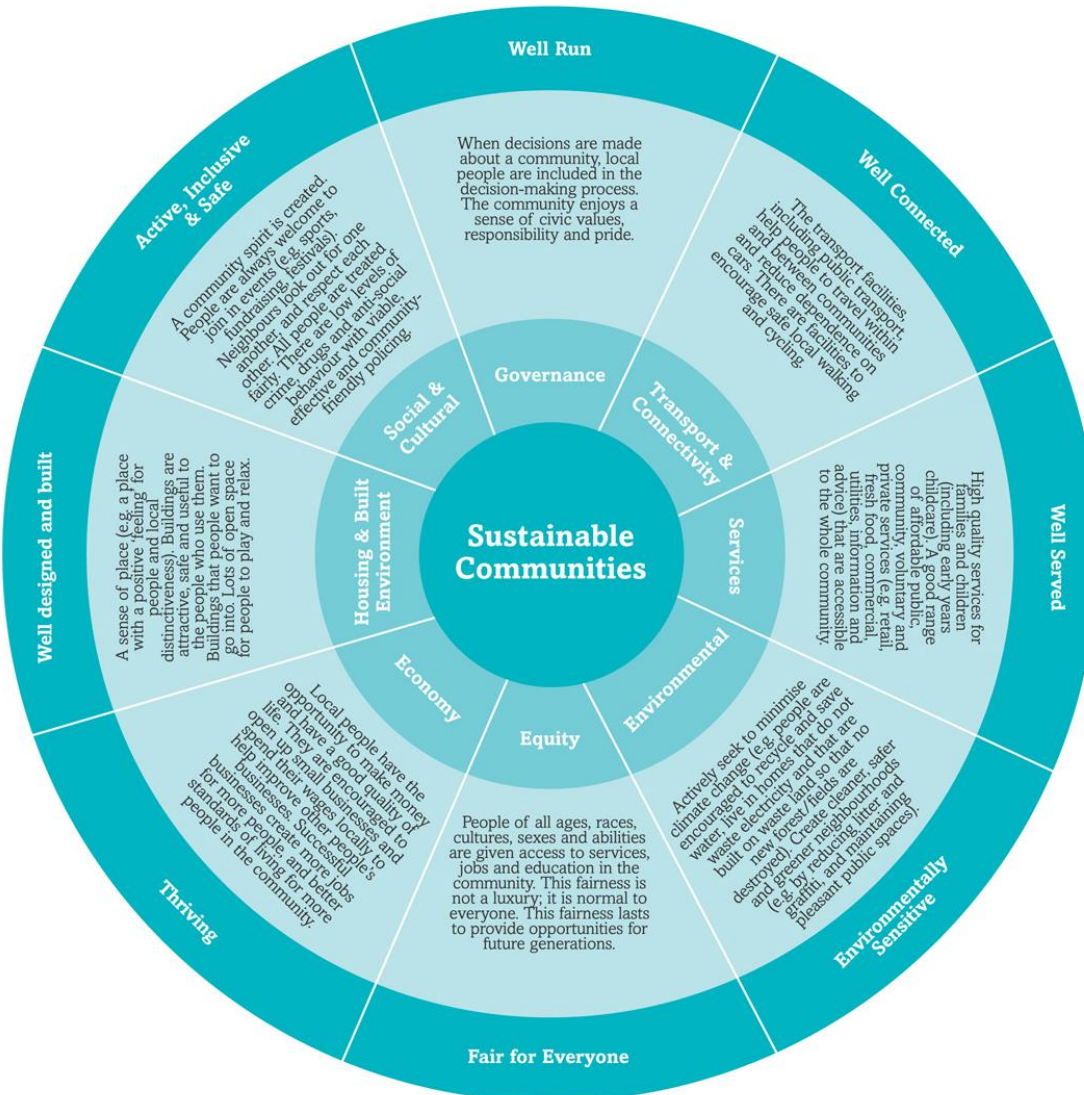 Sustainable
Communities
Well Run
Governance
When decisions are made
about a community, local
people are included in the
decision-making process.
The community enjoys a
sense of civic values,
responsibility and pride.
Well Connected
Transport &
Connectivity
The transport facilities,
including public transport,
help people to travel within
and between communities
and reduce dependence on
cars. There are facilities to
encourage safe local walking
and cycling.
Well Served
Services
High quality services for
families and children
(including early years
childcare). A good range
of affordable public,
community, voluntary and
private services (e.g. retail,
fresh food, commercial,
utilities, information and
advice) that are accessible
to the whole community.
Environmentally
Sensitive
Environmental
Actively seek to minimise
climate change (e.g. people are
encouraged to recycle and save
water, live in homes that do not
waste electricity and that are
built on waste land so that no
new forest/fields are
destroyed). Create cleaner, safer
and greener neighbourhoods
(e.g. by reducing litter and
graffiti, and maintaining
pleasant public spaces).
Fair for Everyone
Equity
People of all ages, races,
cultures, sexes and abilities
are given access to services,
jobs and education in the
community. This fairness is
not a luxury; it is normal to
everyone. This fairness lasts
to provide opportunities for
future generations.
Thriving
Economy
Local people have the
opportunity to make money
and have a good quality of
life. They are encouraged to
open up small businesses and
spend their wages locally to
help improve other people's
businesses. Successful
businesses create more jobs
for more people, and better
standards of living for more
people in the community.
Well designed and built
Housing & Built
Environment
A sense of place (e.g. a place
with a positive 'feeling' for
people and local
distinctiveness). Buildings are
attractive, safe and useful to
the people who use them.
Buildings that people want to
go into. Lots of open space
for people to play and relax.
Active, Inclusive
& Safe
Social &
Cultural
A community spirit is created.
People are always welcome to
join in events (e.g. sports,
fundraising, festivals).
Neighbours look out for one
another, and respect each
other. All people are treated
fairly. There are low levels of
crime, drugs and anti-social
behaviour with viable,
effective and community-
friendly policing